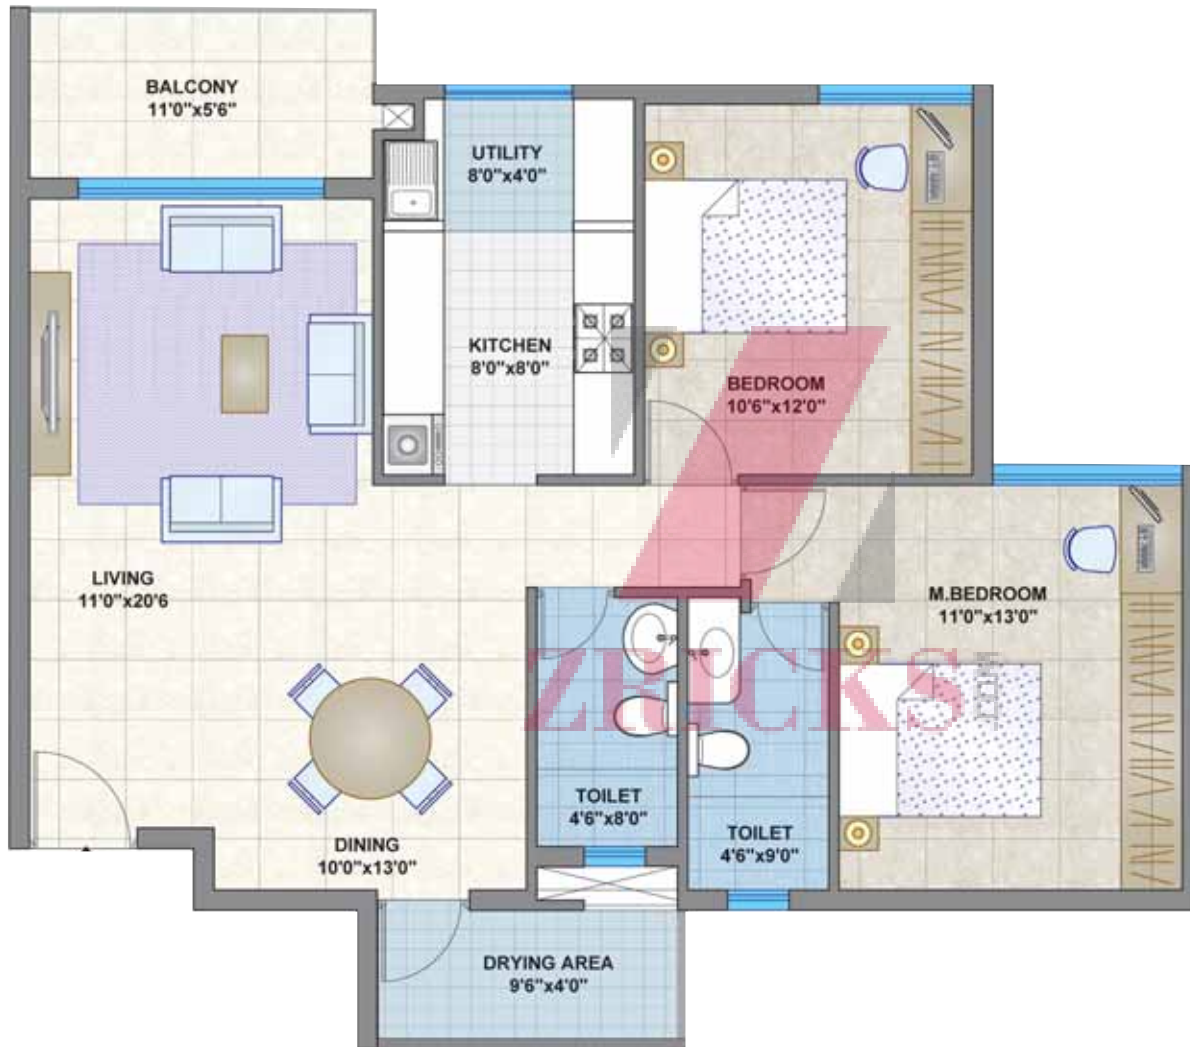 BALCONY
11'0"x5'6"
UTILITY
8'0"x4'0"
KITCHEN
8'0"x8'0"
BEDROOM
10'6"x12'0"
LIVING
11'0"x20'6
M.BEDROOM
11'0"x13'0"
ZRICKS
.COM
TOILET
4'6"x8'0"
TOILET
4'6"x9'0"
DINING
10'0"x13'0"
DRYING AREA
9'6"x4'0"